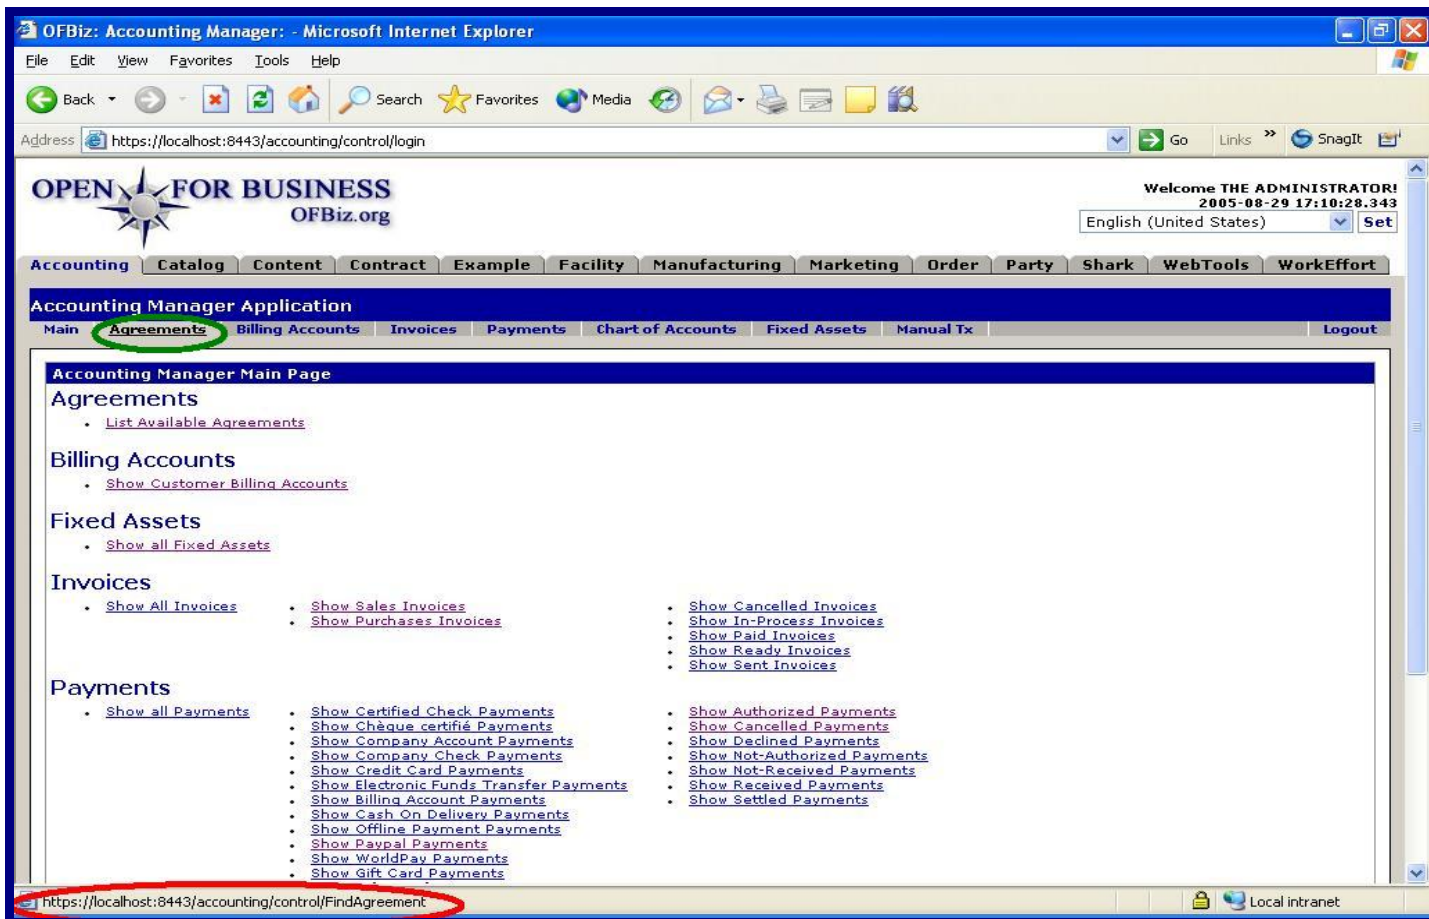 OFBiz: Accounting Manager: - Microsoft Internet Explorer
File Edit View Favorites Tools Help
Back Search Favorites Media
Address https://localhost:8443/accounting/control/login Go Links » SnagIt
OPEN FOR BUSINESS
OFBiz.org
Welcome THE ADMINISTRATOR!
2005-08-29 17:10:28.343
English (United States) Set
Accounting Catalog Content Contract Example Facility Manufacturing Marketing Order Party Shark WebTools WorkEffort
Accounting Manager Application
Main Agreements Billing Accounts Invoices Payments Chart of Accounts Fixed Assets Manual Tx Logout
Accounting Manager Main Page
Agreements
• List Available Agreements
Billing Accounts
• Show Customer Billing Accounts
Fixed Assets
• Show all Fixed Assets
Invoices
• Show All Invoices • Show Sales Invoices • Show Cancelled Invoices
• Show Purchases Invoices • Show In-Process Invoices
• Show Paid Invoices
• Show Ready Invoices
• Show Sent Invoices
Payments
• Show all Payments • Show Certified Check Payments • Show Authorized Payments
• Show Chèque certifié Payments • Show Cancelled Payments
• Show Company Account Payments • Show Declined Payments
• Show Company Check Payments • Show Not-Authorized Payments
• Show Credit Card Payments • Show Not-Received Payments
• Show Electronic Funds Transfer Payments • Show Received Payments
• Show Billing Account Payments • Show Settled Payments
• Show Cash On Delivery Payments
• Show Offline Payment Payments
• Show Paypal Payments
• Show WorldPay Payments
• Show Gift Card Payments
https://localhost:8443/accounting/control/FindAgreement Local intranet